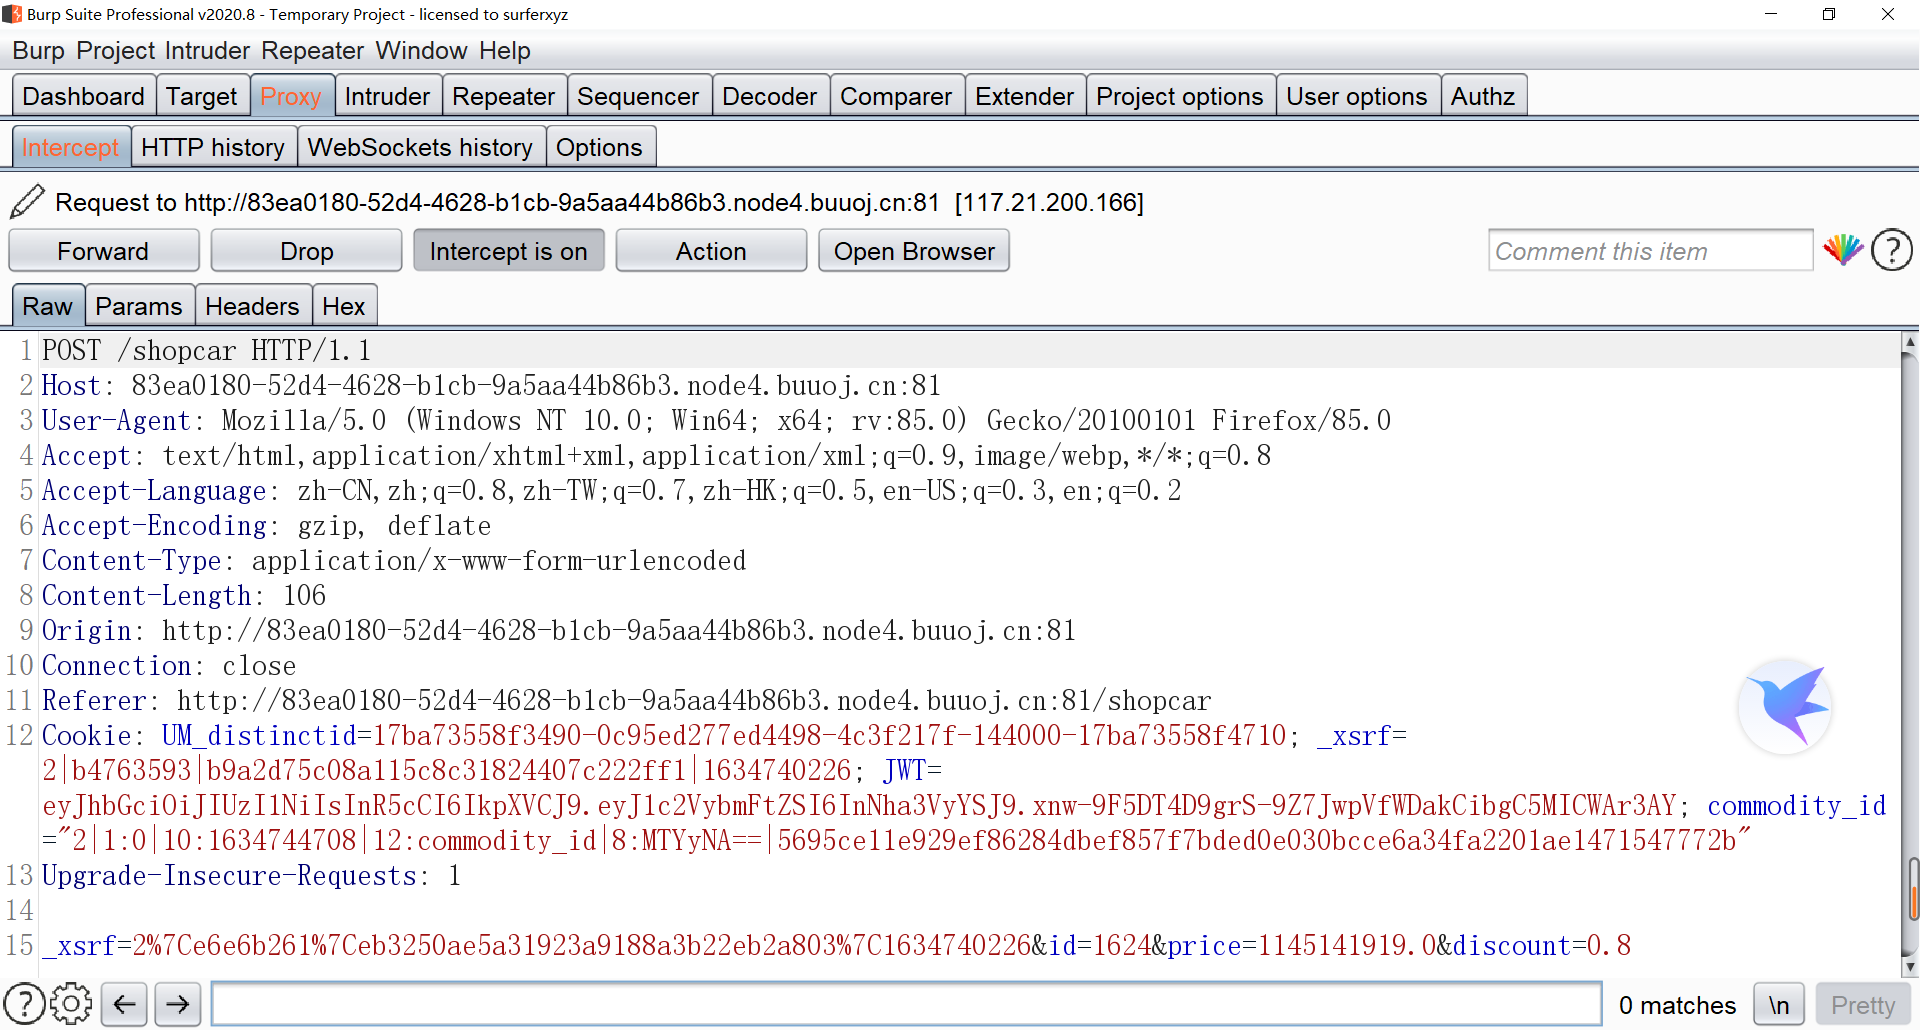 Burp Suite Professional v2020.8 - Temporary Project - licensed to surferxyz
Burp Project Intruder Repeater Window Help
Dashboard Target Proxy Intruder Repeater Sequencer Decoder Comparer Extender Project options User options Authz
Intercept HTTP history WebSockets history Options
Request to http://83ea0180-52d4-4628-b1cb-9a5aa44b86b3.node4.buuoj.cn:81 [117.21.200.166]
Forward Drop Intercept is on Action Open Browser Comment this item ?
Raw Params Headers Hex
1 POST /shopcar HTTP/1.1
2 Host: 83ea0180-52d4-4628-b1cb-9a5aa44b86b3.node4.buuoj.cn:81
3 User-Agent: Mozilla/5.0 (Windows NT 10.0; Win64; x64; rv:85.0) Gecko/20100101 Firefox/85.0
4 Accept: text/html,application/xhtml+xml,application/xml;q=0.9,image/webp,*/*;q=0.8
5 Accept-Language: zh-CN,zh;q=0.8,zh-TW;q=0.7,zh-HK;q=0.5,en-US;q=0.3,en;q=0.2
6 Accept-Encoding: gzip, deflate
7 Content-Type: application/x-www-form-urlencoded
8 Content-Length: 106
9 Origin: http://83ea0180-52d4-4628-b1cb-9a5aa44b86b3.node4.buuoj.cn:81
10 Connection: close
11 Referer: http://83ea0180-52d4-4628-b1cb-9a5aa44b86b3.node4.buuoj.cn:81/shopcar
12 Cookie: UM_distinctid=17ba73558f3490-0c95ed277ed4498-4c3f217f-144000-17ba73558f4710; _xsrf=
2|b4763593|b9a2d75c08a115c8c31824407c222ff1|1634740226; JWT=
eyJhbGciOiJIUzI1NiIsInR5cCI6IkpXVCJ9.eyJ1c2VybmFtZSI6InNha3VyYSJ9.xnw-9F5DT4D9grS-9Z7JwpVfWDakCibgC5MICWAr3AY; commodity_id
="2|1:0|10:1634744708|12:commodity_id|8:MTYyNA==|5695ce11e929ef86284dbef857f7bded0e030bcce6a34fa2201ae1471547772b"
13 Upgrade-Insecure-Requests: 1
14
15 _xsrf=2%7Ce6e6b261%7Ceb3250ae5a31923a9188a3b22eb2a803%7C1634740226&id=1624&price=1145141919.0&discount=0.8
? 0 matches \n Pretty